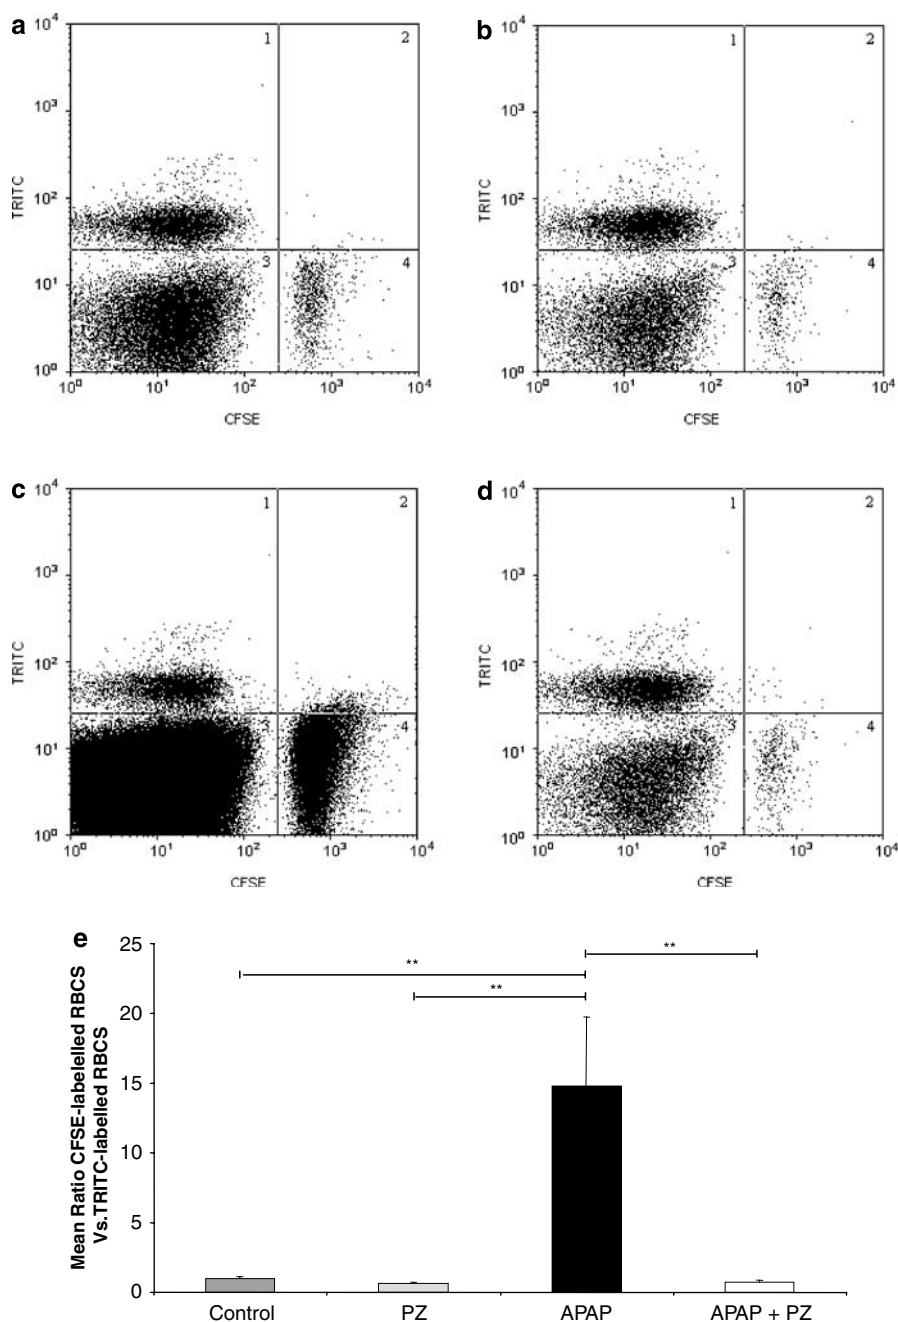 a
10⁴
10³
10²
10¹
10⁰
TRITC
1
2
3
4
10⁰ 10¹ 10² 10³ 10⁴
CFSE
b
10⁴
10³
10²
10¹
10⁰
TRITC
1
2
3
4
10⁰ 10¹ 10² 10³ 10⁴
CFSE
c
10⁴
10³
10²
10¹
10⁰
TRITC
1
2
3
4
10⁰ 10¹ 10² 10³ 10⁴
CFSE
d
10⁴
10³
10²
10¹
10⁰
TRITC
1
2
3
4
10⁰ 10¹ 10² 10³ 10⁴
CFSE
e
Mean Ratio CFSE-labelelled RBCS
Vs.TRITC-labelled RBCS
25
20
15
10
5
0
**
**
**
Control PZ APAP APAP + PZ